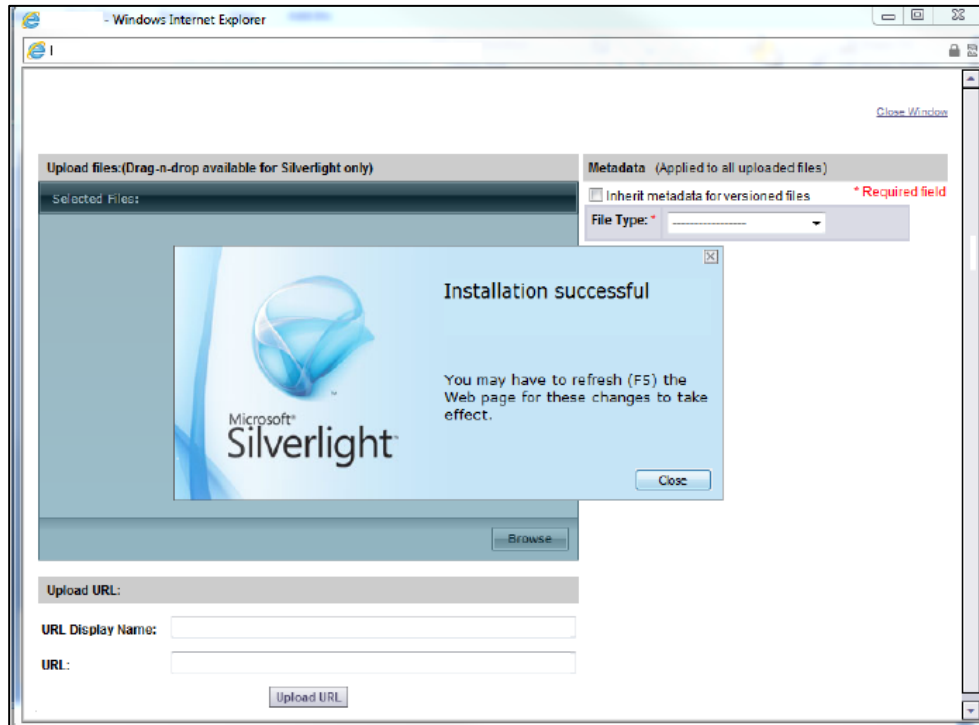 - Windows Internet Explorer
Close Window
Upload files:(Drag-n-drop available for Silverlight only)
Metadata (Applied to all uploaded files)
Selected Files:
Inherit metadata for versioned files
* Required field
File Type: * ----------------
Installation successful
You may have to refresh (F5) the
Web page for these changes to take
effect.
Microsoft®
Silverlight™
Close
Browse
Upload URL:
URL Display Name:
URL:
Upload URL